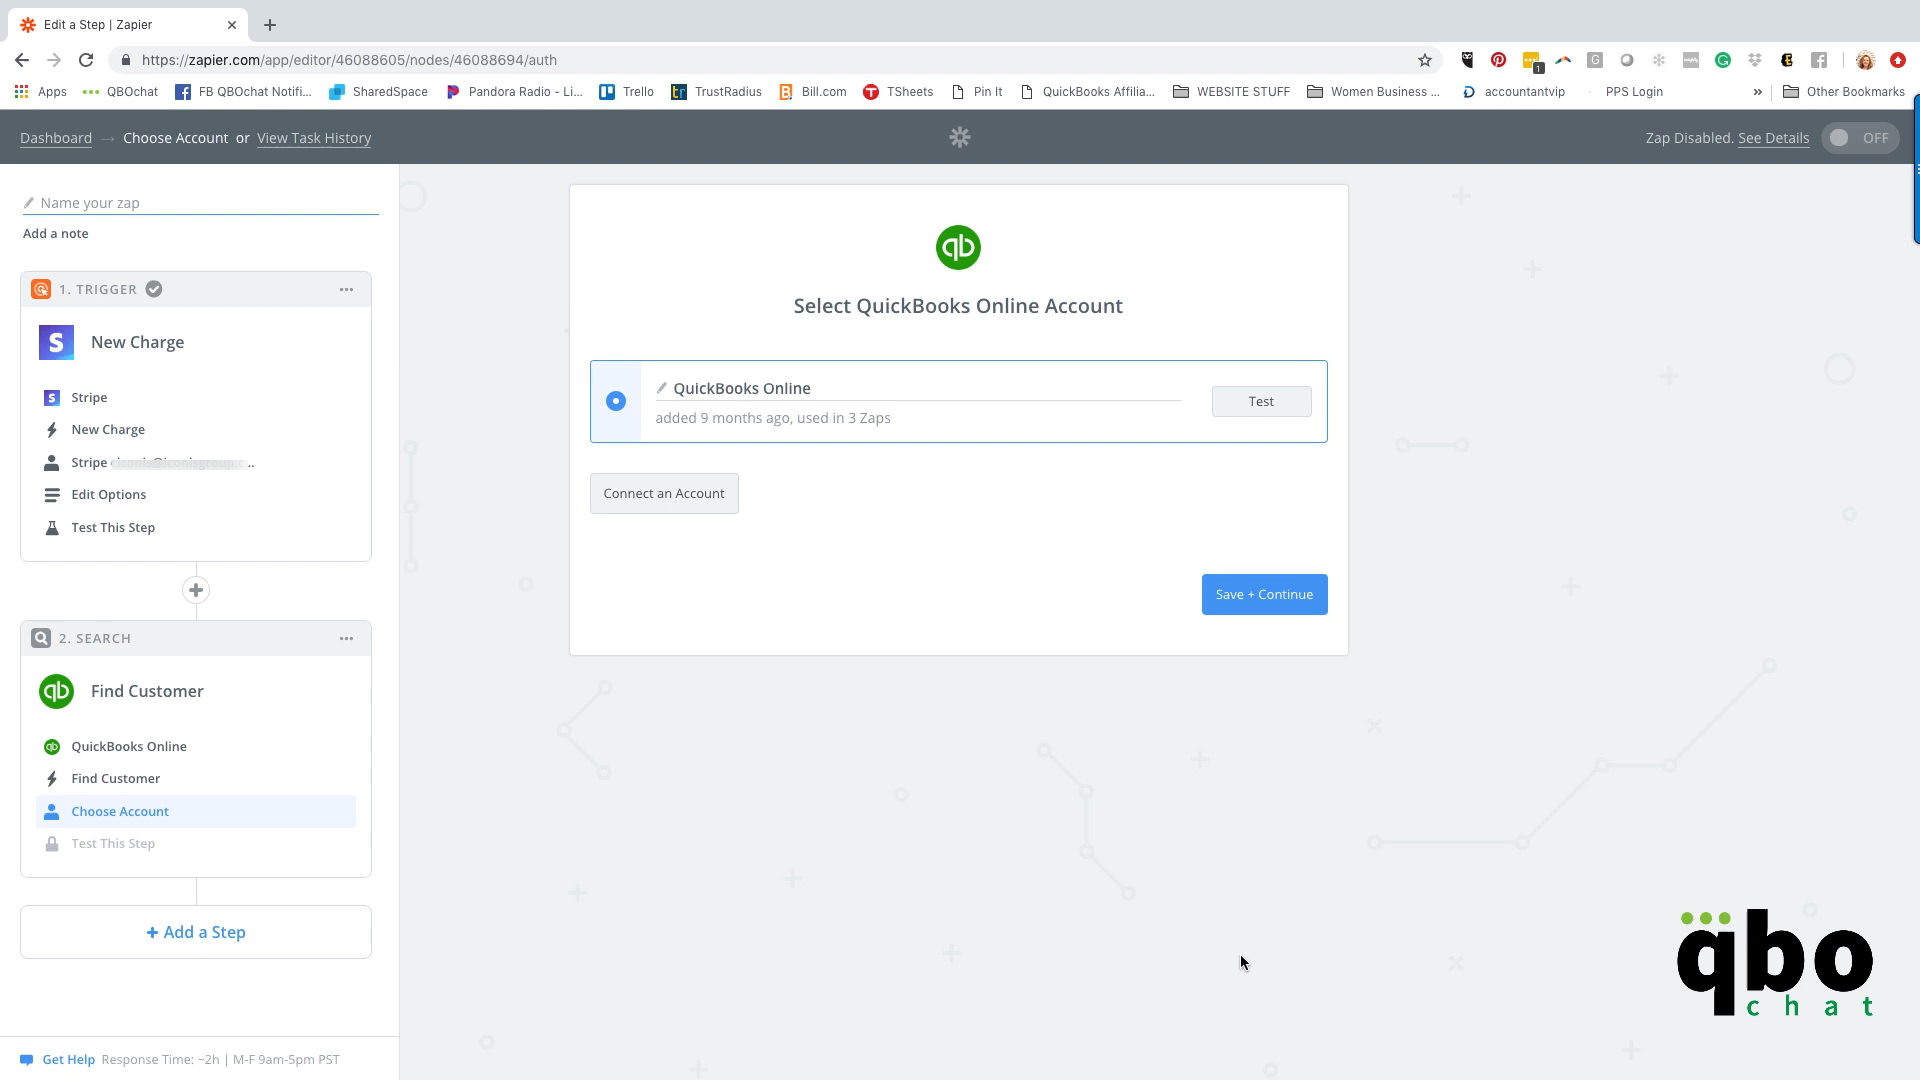 Edit a Step | Zapier
https://zapier.com/app/editor/46088605/nodes/46088694/auth
1
Apps QBOchat FB QBOchat Notifi... SharedSpace Pandora Radio - Li... Trello TrustRadius Bill.com TSheets Pin It QuickBooks Affilia... WEBSITE STUFF Women Business ... accountantvip PPS Login » Other Bookmarks
Dashboard → Choose Account or View Task History
Zap Disabled. See Details OFF
Name your zap
Add a note
1. TRIGGER
New Charge
Stripe
New Charge
Stripe
Edit Options
Test This Step
2. SEARCH
Find Customer
QuickBooks Online
Find Customer
Choose Account
Test This Step
+ Add a Step
Get Help Response Time: ~2h | M-F 9am-5pm PST
qb
Select QuickBooks Online Account
QuickBooks Online
added 9 months ago, used in 3 Zaps
Test
Connect an Account
Save + Continue
qbo
chat